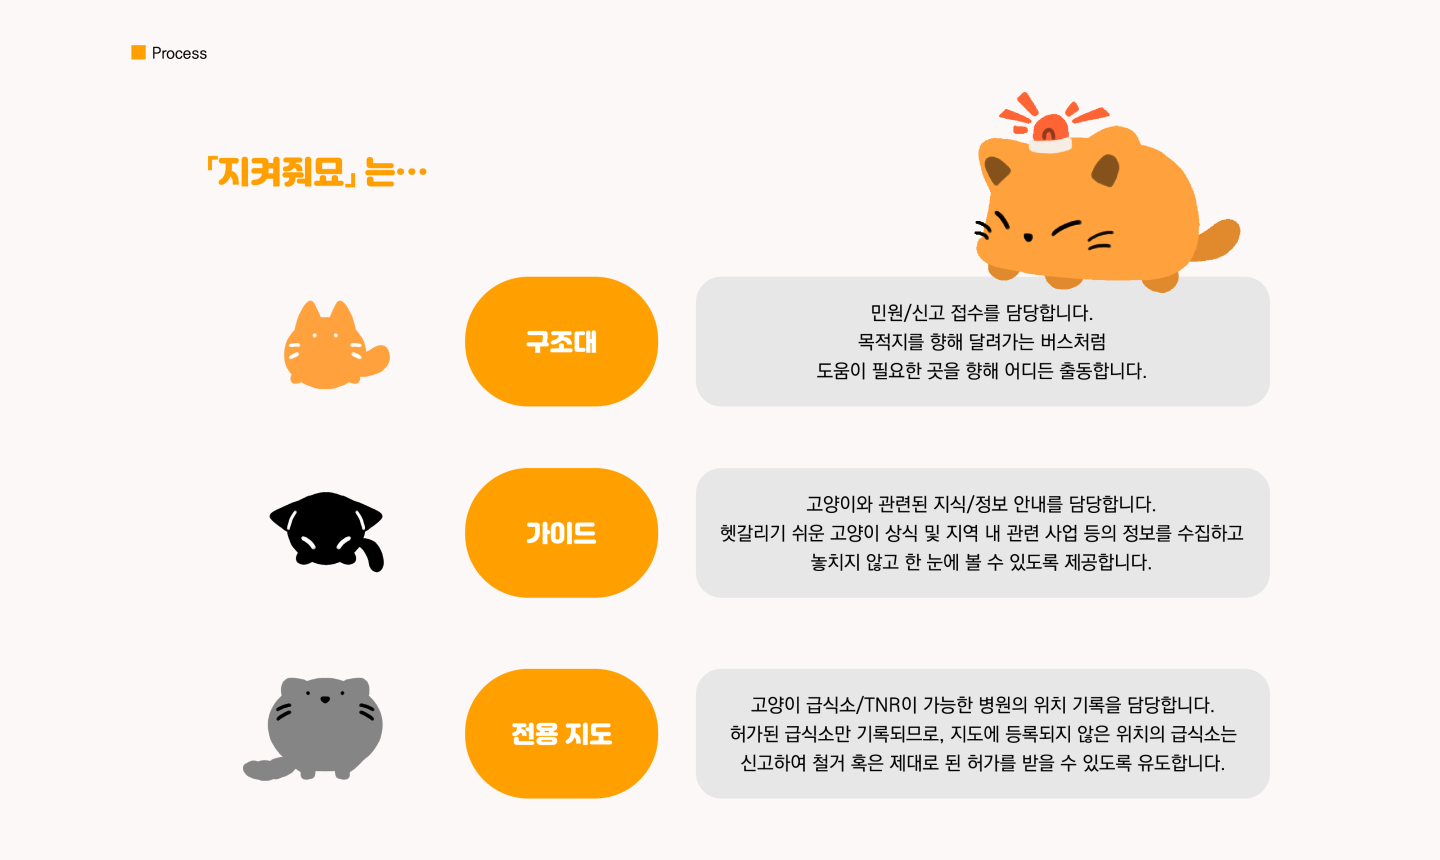 Process
「지켜줘묘」 는…
구조대
민원/신고 접수를 담당합니다.
목적지를 향해 달려가는 버스처럼
도움이 필요한 곳을 향해 어디든 출동합니다.
가이드
고양이와 관련된 지식/정보 안내를 담당합니다.
헷갈리기 쉬운 고양이 상식 및 지역 내 관련 사업 등의 정보를 수집하고
놓치지 않고 한 눈에 볼 수 있도록 제공합니다.
전용 지도
고양이 급식소/TNR이 가능한 병원의 위치 기록을 담당합니다.
허가된 급식소만 기록되므로, 지도에 등록되지 않은 위치의 급식소는
신고하여 철거 혹은 제대로 된 허가를 받을 수 있도록 유도합니다.